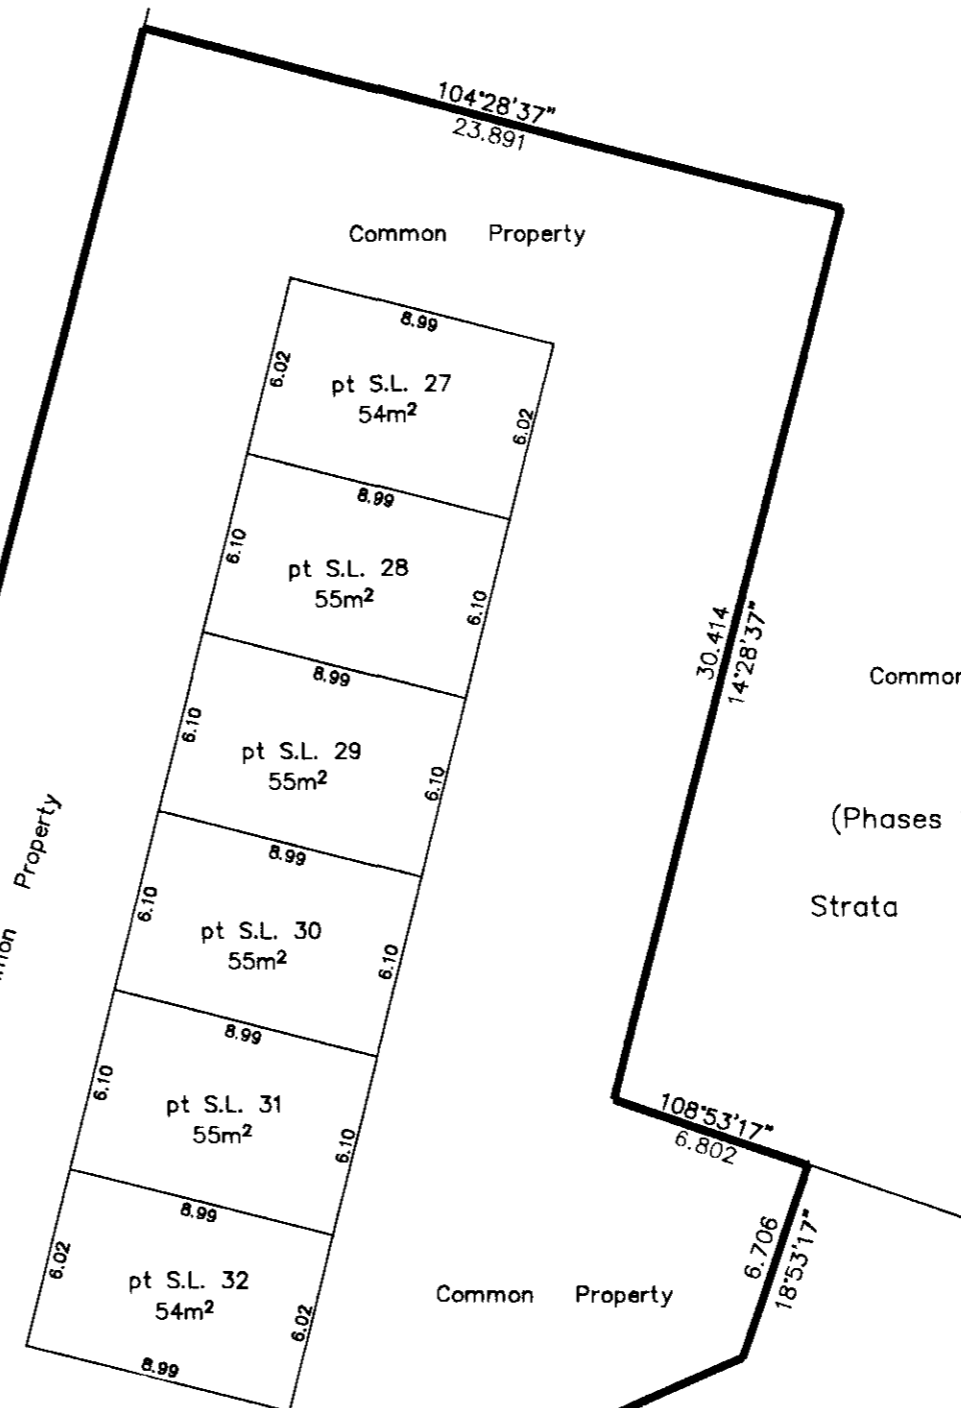 104°28'37"
23.891
Common Property
8.99
6.02
pt S.L. 27
54m²
6.02
8.99
6.10
pt S.L. 28
55m²
6.10
30.414
14°28'37"
8.99
Common
6.10
pt S.L. 29
55m²
6.10
(Phases
Property
8.99
Strata
6.10
pt S.L. 30
55m²
6.10
8.99
6.10
pt S.L. 31
55m²
6.10
108°53'17"
6.802
8.99
6.706
18°53'17"
6.02
pt S.L. 32
54m²
6.02
Common Property
8.99